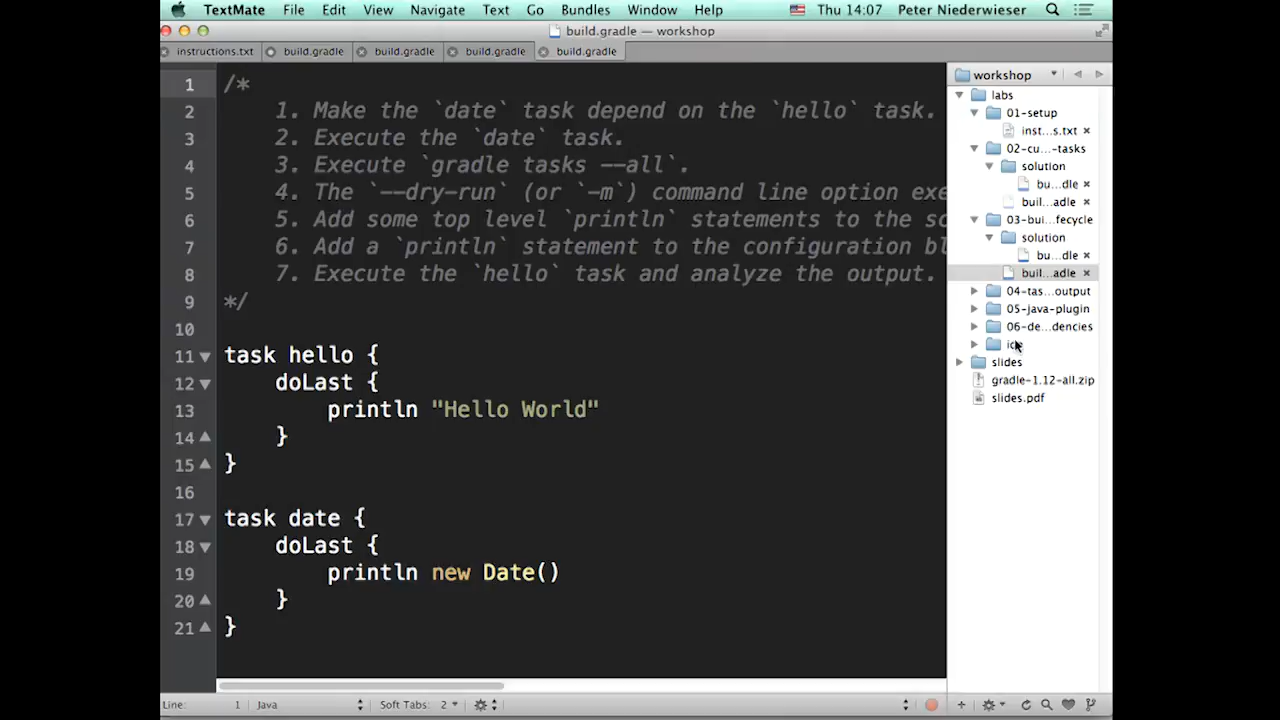 TextMate File Edit View Navigate Text Go Bundles Window Help Thu 14:07 Peter Niederwieser
build.gradle — workshop
instructions.txt build.gradle build.gradle build.gradle build.gradle
1 /*
2 1. Make the `date` task depend on the `hello` task.
3 2. Execute the `date` task.
4 3. Execute `gradle tasks --all`.
5 4. The `--dry-run` (or `-m`) command line option exe
6 5. Add some top level `println` statements to the sc
7 6. Add a `println` statement to the configuration bl
8 7. Execute the `hello` task and analyze the output.
9 */
10
11 task hello {
12 doLast {
13 println "Hello World"
14 }
15 }
16
17 task date {
18 doLast {
19 println new Date()
20 }
21 }
workshop
labs
01-setup
inst...s.txt
02-cu...-tasks
solution
bu...dle
buil...adle
03-bui...fecycle
solution
bu...dle
buil...adle
04-tas...output
05-java-plugin
06-de...dencies
slides
gradle-1.12-all.zip
slides.pdf
Line: 1 Java Soft Tabs: 2